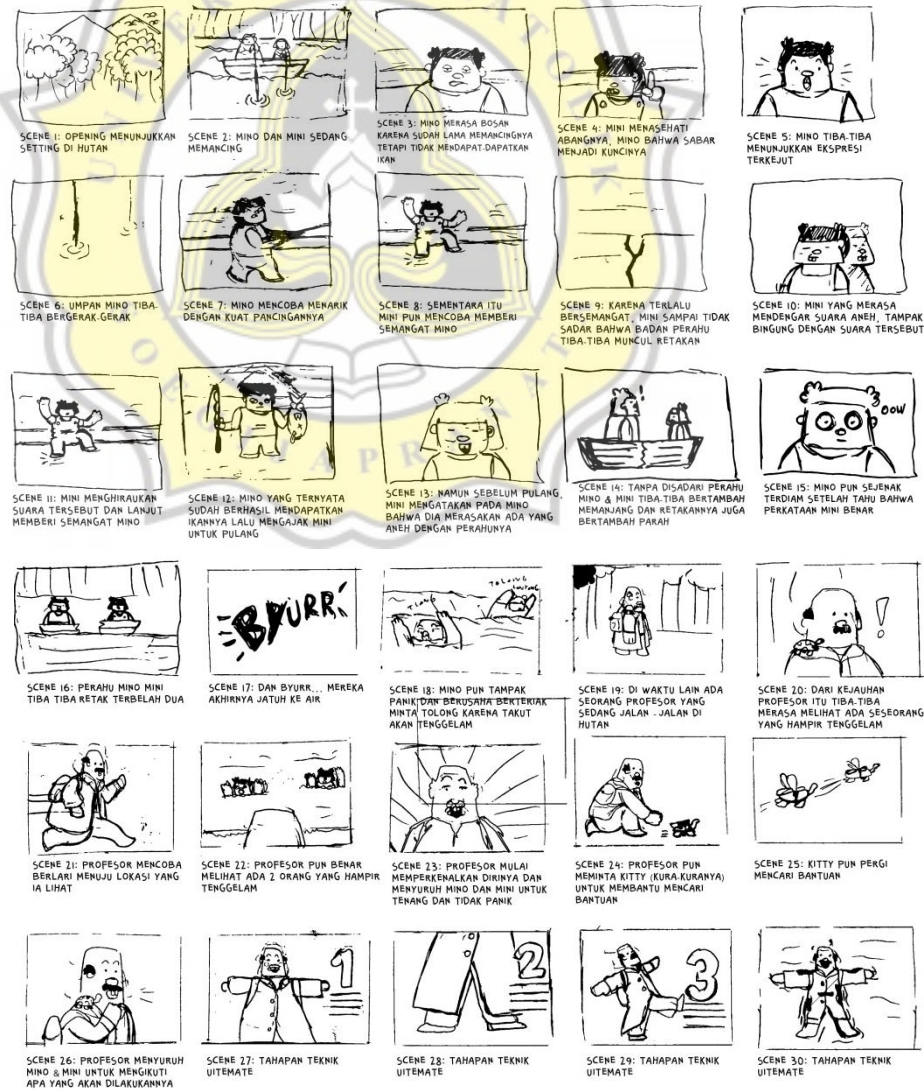 SCENE 1: OPENING MENUNJUKKAN
SETTING DI HUTAN
SCENE 2: MINO DAN MINI SEDANG
MEMANCING
SCENE 3: MINO MERASA BOSAN
KARENA SUDAH LAMA MEMANCINGNYA
TETAPI TIDAK MENDAPAT-DAPATKAN
IKAN
SCENE 4: MINI MENASEHATI
ABANGNYA, MINO BAHWA SABAR
MENJADI KUNCINYA
SCENE 5: MINO TIBA-TIBA
MENUNJUKKAN EKSPRESI
TERKEJUT
SCENE 6: UMPAN MINO TIBA-
TIBA BERGERAK-GERAK
SCENE 7: MINO MENCOBA MENARIK
DENGAN KUAT PANCINGANNYA
SCENE 8: SEMENTARA ITU
MINI PUN MENCOBA MEMBERI
SEMANGAT MINO
SCENE 9: KARENA TERLALU
BERSEMANGAT, MINI SAMPAI TIDAK
SADAR BAHWA BADAN PERAHU
TIBA-TIBA MUNCUL RETAKAN
SCENE 10: MINI YANG MERASA
MENDENGAR SUARA ANEH, TAMPAK
BINGUNG DENGAN SUARA TERSEBUT
SCENE 11: MINI MENGHIRAUKAN
SUARA TERSEBUT DAN LANJUT
MEMBERI SEMANGAT MINO
SCENE 12: MINO YANG TERNYATA
SUDAH BERHASIL MENDAPATKAN
IKANNYA LALU MENGAJAK MINI
UNTUK PULANG
SCENE 13: NAMUN SEBELUM PULANG,
MINI MENGATAKAN PADA MINO
BAHWA DIA MERASAKAN ADA YANG
ANEH DENGAN PERAHUNYA
SCENE 14: TANPA DISADARI PERAHU
MINO & MINI TIBA-TIBA BERTAMBAH
MEMANJANG DAN RETAKANNYA JUGA
BERTAMBAH PARAH
OOW
SCENE 15: MINO PUN SEJENAK
TERDIAM SETELAH TAHU BAHWA
PERKATAAN MINI BENAR
SCENE 16: PERAHU MINO MINI
TIBA TIBA RETAK TERBELAH DUA
BYURR
SCENE 17: DAN BYURR... MEREKA
AKHIRNYA JATUH KE AIR
TOLONG
TOLONG
TOLONG
SCENE 18: MINO PUN TAMPAK
PANIK DAN BERUSAHA BERTERIAK
MINTA TOLONG KARENA TAKUT
AKAN TENGGELAM
SCENE 19: DI WAKTU LAIN ADA
SEORANG PROFESOR YANG
SEDANG JALAN - JALAN DI
HUTAN
!
SCENE 20: DARI KEJAUHAN
PROFESOR ITU TIBA-TIBA
MERASA MELIHAT ADA SESEORANG
YANG HAMPIR TENGGELAM
SCENE 21: PROFESOR MENCOBA
BERLARI MENUJU LOKASI YANG
IA LIHAT
SCENE 22: PROFESOR PUN BENAR
MELIHAT ADA 2 ORANG YANG HAMPIR
TENGGELAM
SCENE 23: PROFESOR MULAI
MEMPERKENALKAN DIRINYA DAN
MENYURUH MINO DAN MINI UNTUK
TENANG DAN TIDAK PANIK
SCENE 24: PROFESOR PUN
MEMINTA KITTY (KURA-KURANYA)
UNTUK MEMBANTU MENCARI
BANTUAN
SCENE 25: KITTY PUN PERGI
MENCARI BANTUAN
SCENE 26: PROFESOR MENYURUH
MINO & MINI UNTUK MENGIKUTI
APA YANG AKAN DILAKUKANNYA
1
SCENE 27: TAHAPAN TEKNIK
UITEMATE
2
SCENE 28: TAHAPAN TEKNIK
UITEMATE
3
SCENE 29: TAHAPAN TEKNIK
UITEMATE
SCENE 30: TAHAPAN TEKNIK
UITEMATE